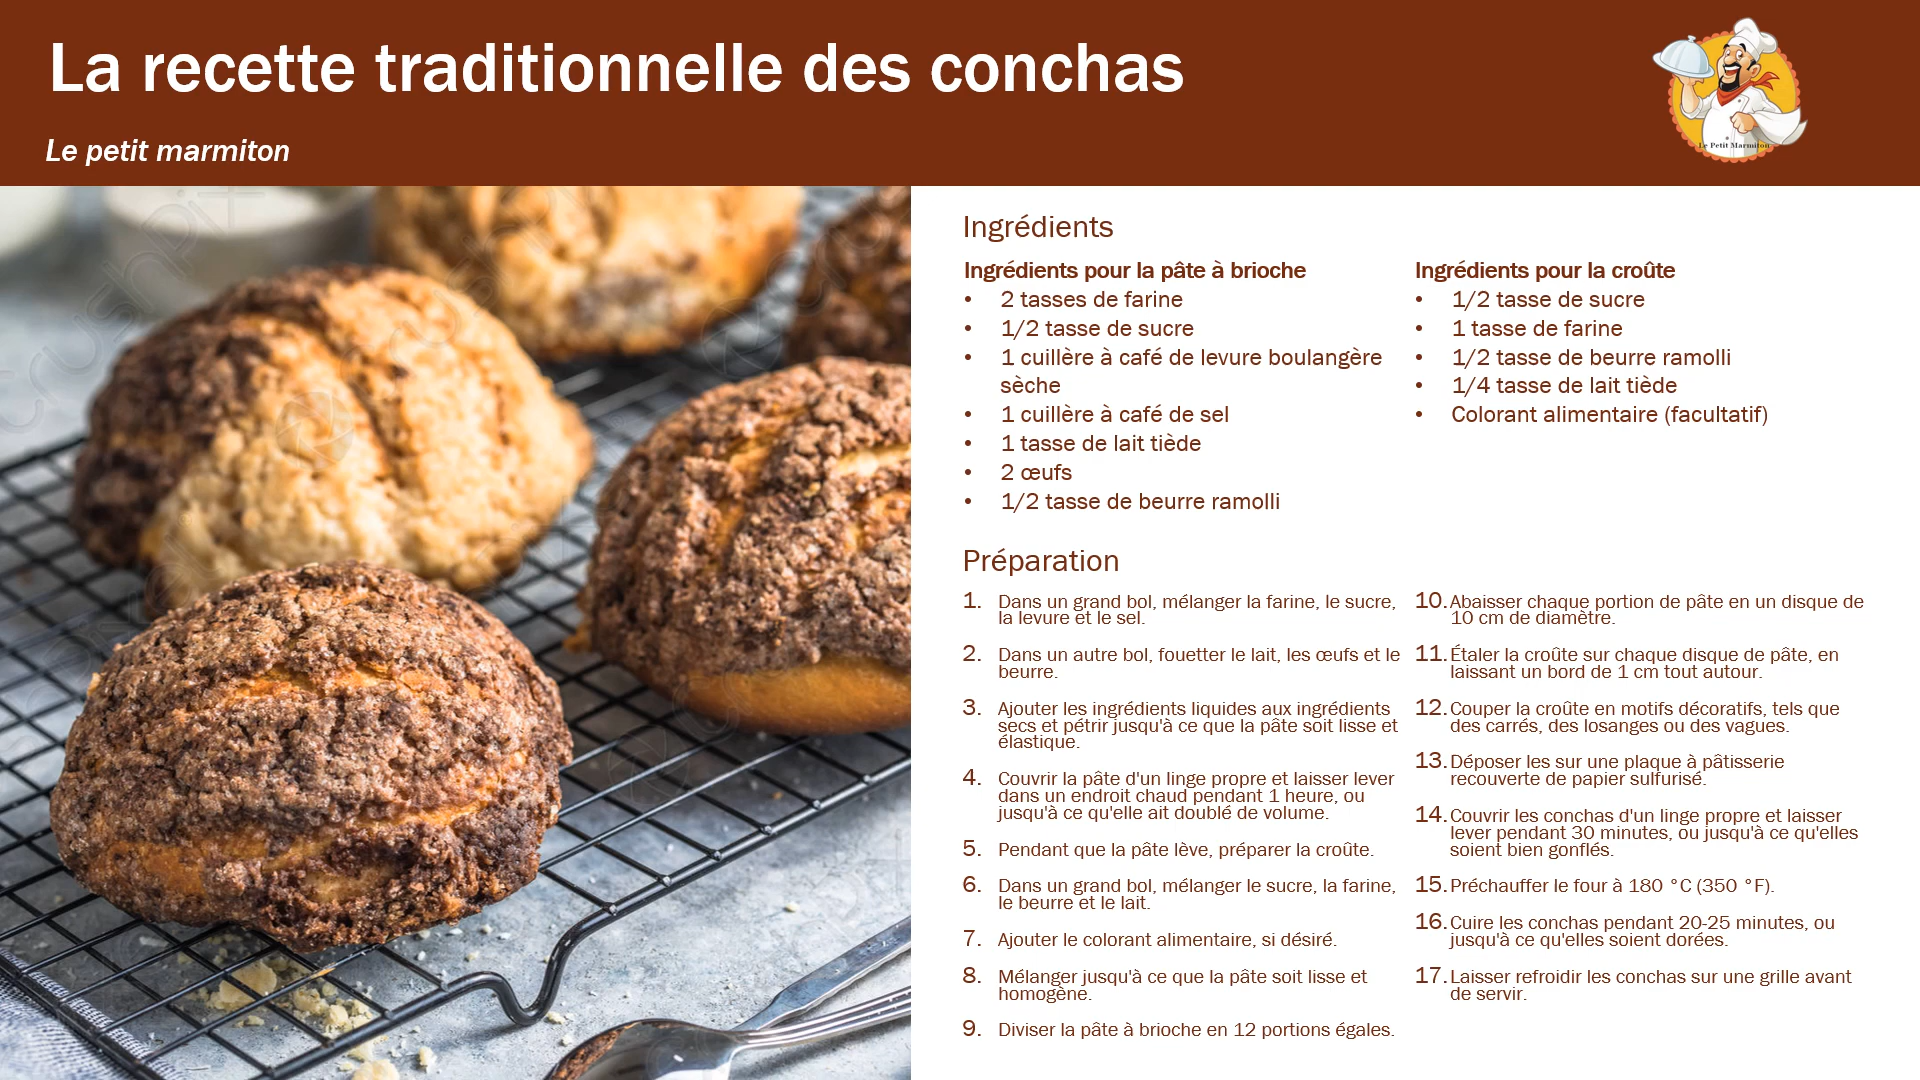 La recette traditionnelle des conchas
Le petit marmiton
Le Petit Marmiton
Ingrédients
Ingrédients pour la pâte à brioche
• 2 tasses de farine
• 1/2 tasse de sucre
• 1 cuillère à café de levure boulangère
sèche
• 1 cuillère à café de sel
• 1 tasse de lait tiède
• 2 œufs
• 1/2 tasse de beurre ramolli
Ingrédients pour la croûte
• 1/2 tasse de sucre
• 1 tasse de farine
• 1/2 tasse de beurre ramolli
• 1/4 tasse de lait tiède
• Colorant alimentaire (facultatif)
Préparation
1. Dans un grand bol, mélanger la farine, le sucre,
la levure et le sel.
2. Dans un autre bol, fouetter le lait, les œufs et le
beurre.
3. Ajouter les ingrédients liquides aux ingrédients
secs et pétrir jusqu'à ce que la pâte soit lisse et
élastique.
4. Couvrir la pâte d'un linge propre et laisser lever
dans un endroit chaud pendant 1 heure, ou
jusqu'à ce qu'elle ait doublé de volume.
5. Pendant que la pâte lève, préparer la croûte.
6. Dans un grand bol, mélanger le sucre, la farine,
le beurre et le lait.
7. Ajouter le colorant alimentaire, si désiré.
8. Mélanger jusqu'à ce que la pâte soit lisse et
homogène.
9. Diviser la pâte à brioche en 12 portions égales.
10. Abaisser chaque portion de pâte en un disque de
10 cm de diamètre.
11. Étaler la croûte sur chaque disque de pâte, en
laissant un bord de 1 cm tout autour.
12. Couper la croûte en motifs décoratifs, tels que
des carrés, des losanges ou des vagues.
13. Déposer les sur une plaque à pâtisserie
recouverte de papier sulfurisé.
14. Couvrir les conchas d'un linge propre et laisser
lever pendant 30 minutes, ou jusqu'à ce qu'elles
soient bien gonflés.
15. Préchauffer le four à 180 °C (350 °F).
16. Cuire les conchas pendant 20-25 minutes, ou
jusqu'à ce qu'elles soient dorées.
17. Laisser refroidir les conchas sur une grille avant
de servir.